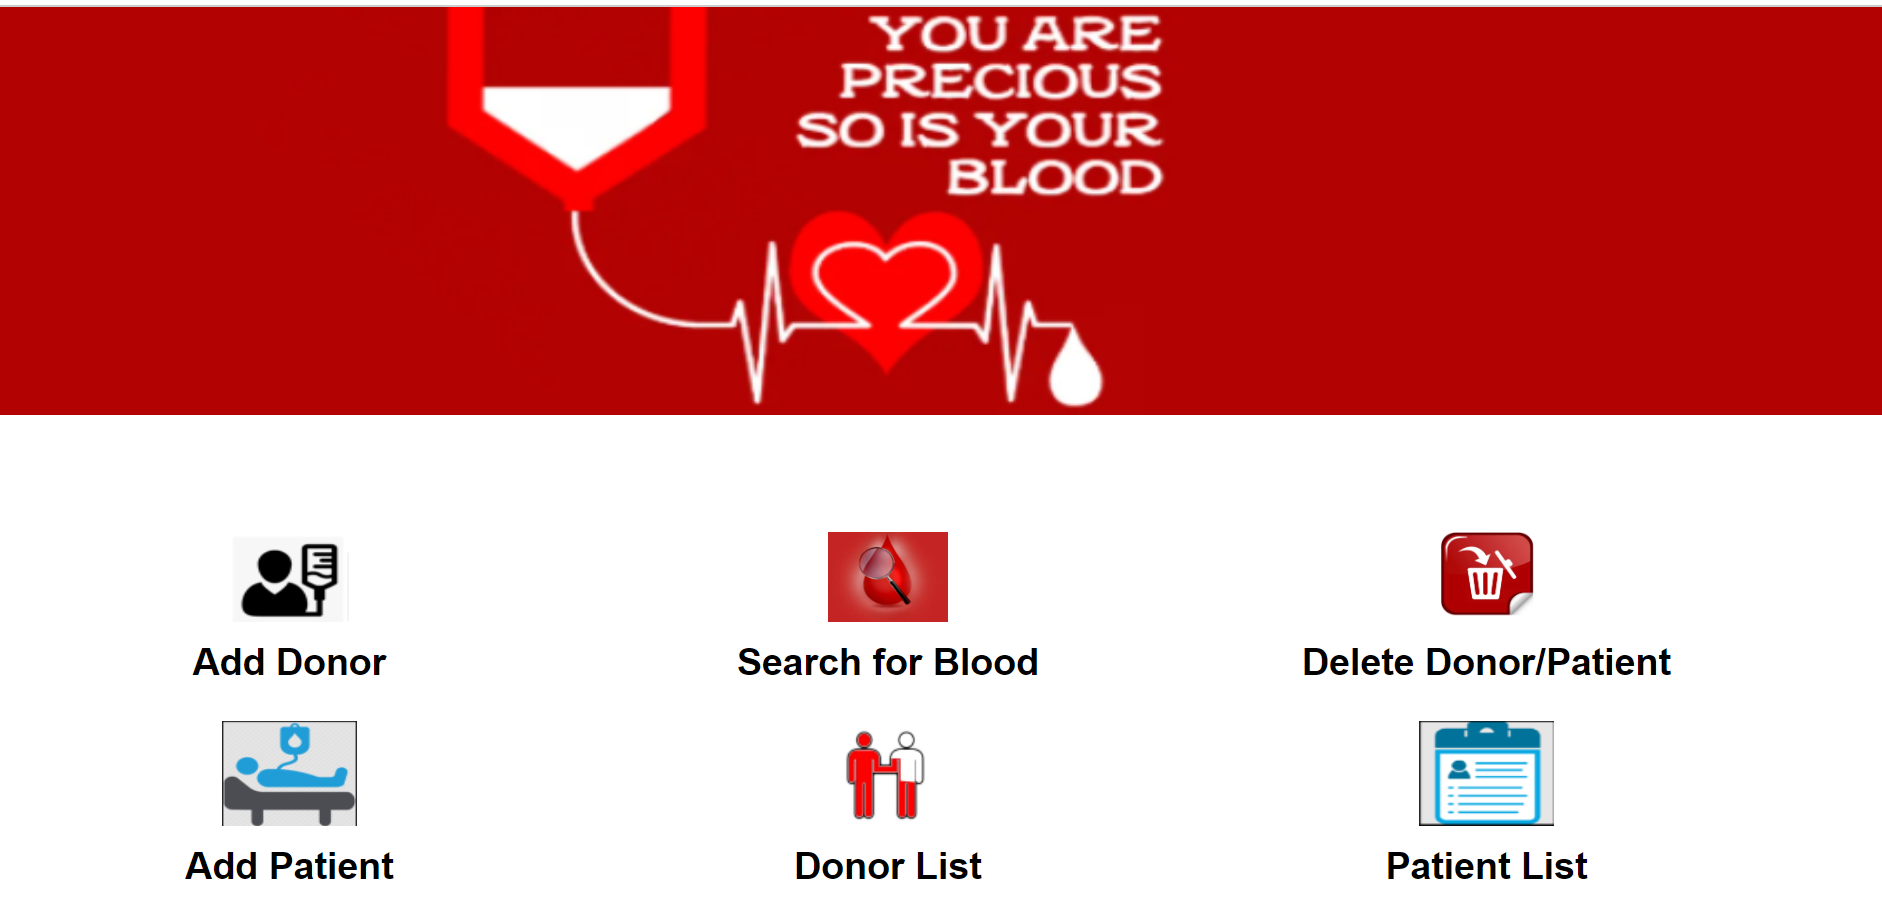 YOU ARE
PRECIOUS
SO IS YOUR
BLOOD
Add Donor
Search for Blood
Delete Donor/Patient
Add Patient
Donor List
Patient List